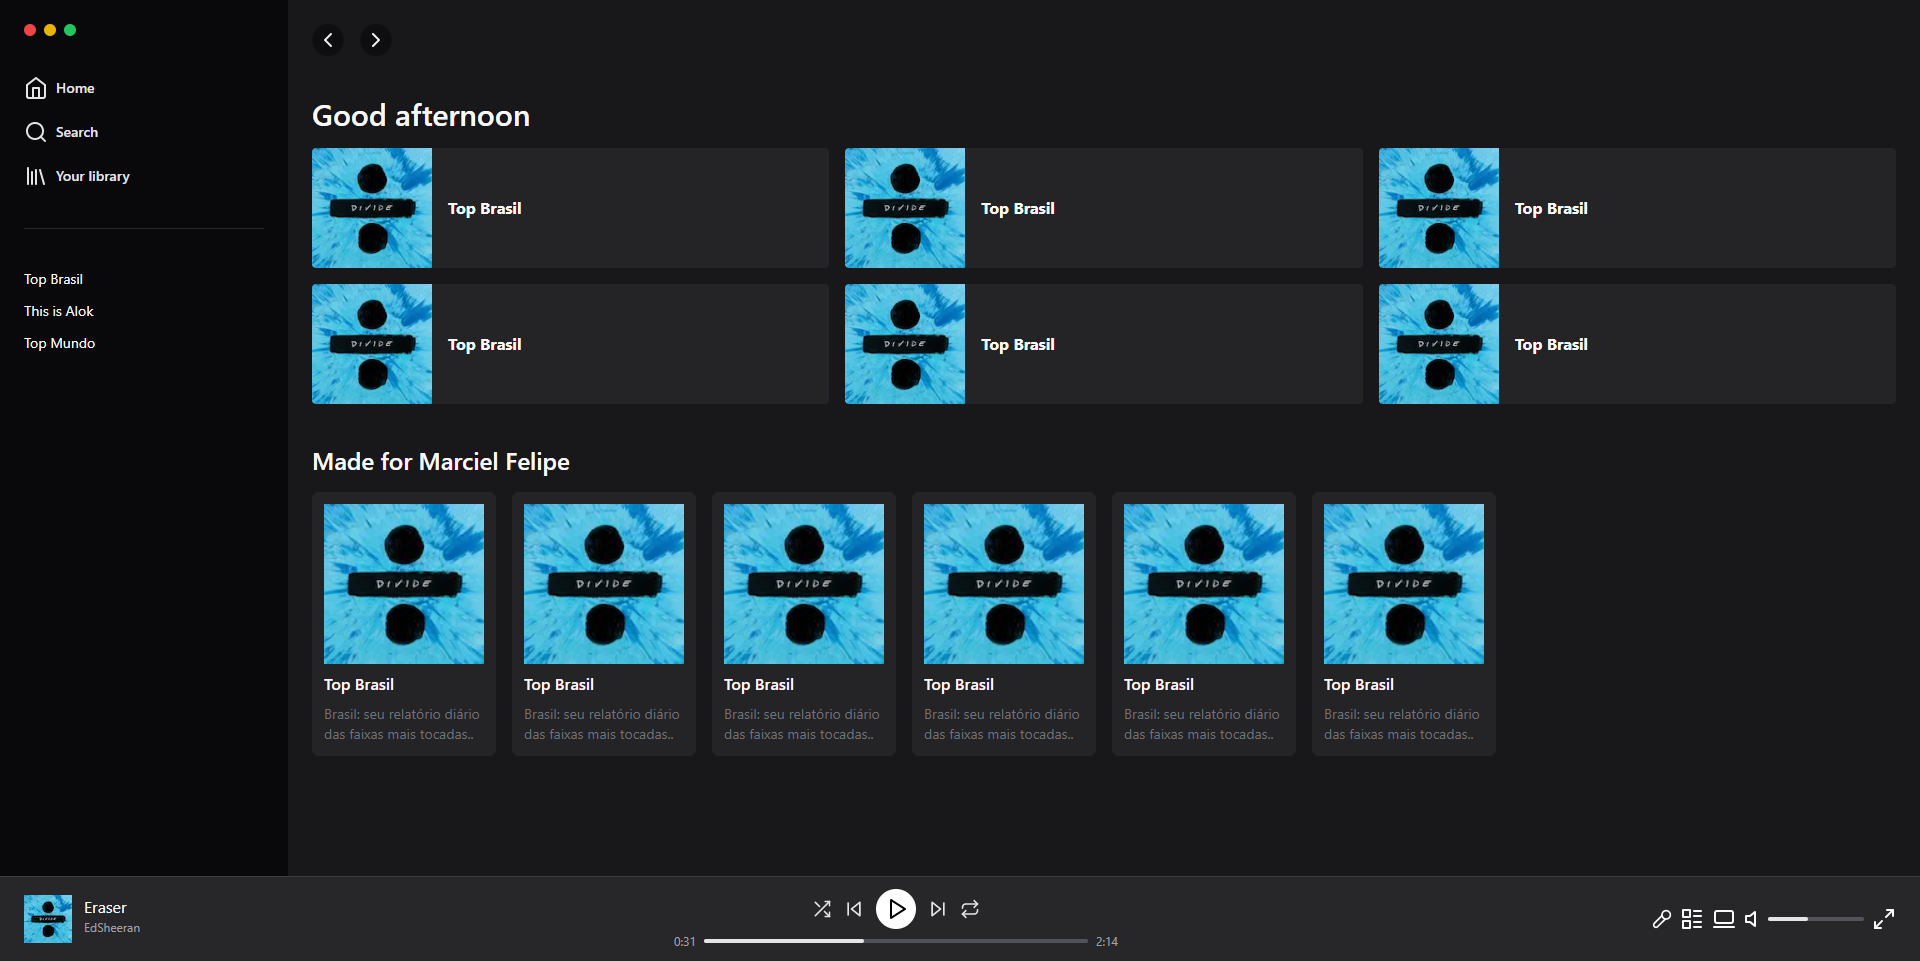 Home
Search
Your library
Top Brasil
This is Alok
Top Mundo
Good afternoon
DIVIDE
Top Brasil
DIVIDE
Top Brasil
DIVIDE
Top Brasil
DIVIDE
Top Brasil
DIVIDE
Top Brasil
DIVIDE
Top Brasil
Made for Marciel Felipe
DIVIDE
Top Brasil
Brasil: seu relatório diário
das faixas mais tocadas..
DIVIDE
Top Brasil
Brasil: seu relatório diário
das faixas mais tocadas..
DIVIDE
Top Brasil
Brasil: seu relatório diário
das faixas mais tocadas..
DIVIDE
Top Brasil
Brasil: seu relatório diário
das faixas mais tocadas..
DIVIDE
Top Brasil
Brasil: seu relatório diário
das faixas mais tocadas..
DIVIDE
Top Brasil
Brasil: seu relatório diário
das faixas mais tocadas..
DIVIDE
Eraser
EdSheeran
0:31
2:14